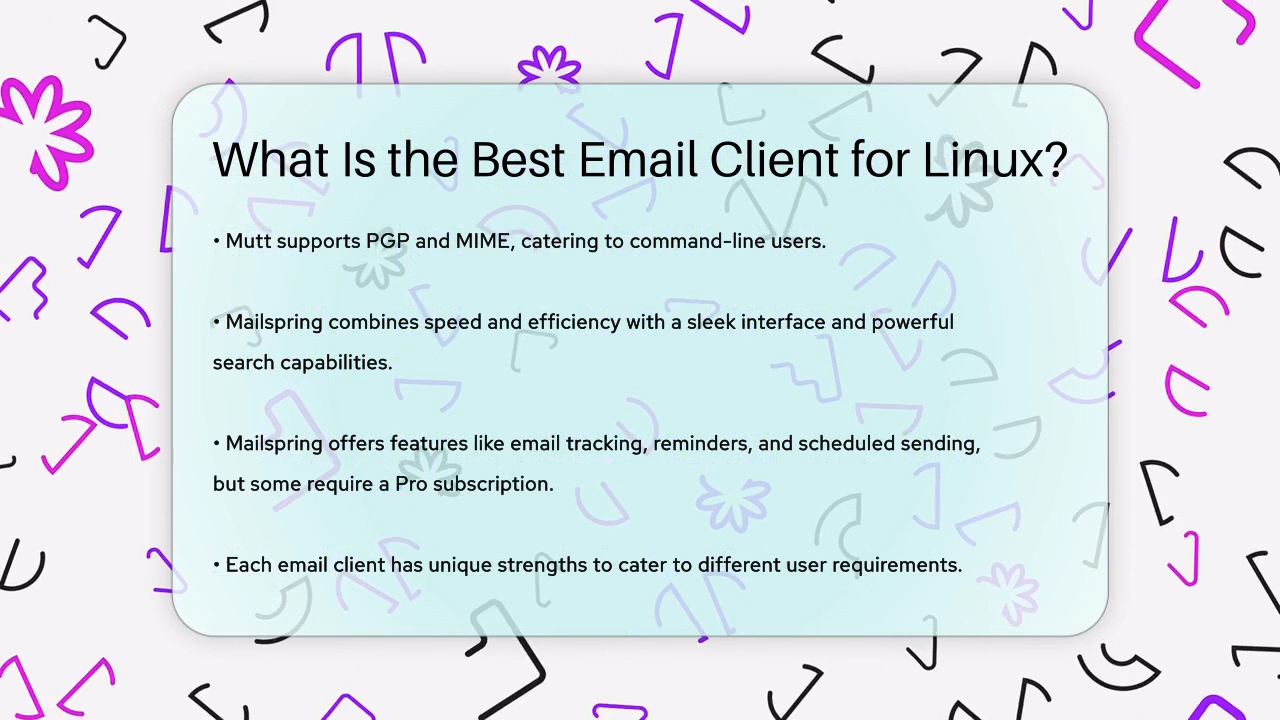 What Is the Best Email Client for Linux?
• Mutt supports PGP and MIME, catering to command-line users.
• Mailspring combines speed and efficiency with a sleek interface and powerful
search capabilities.
• Mailspring offers features like email tracking, reminders, and scheduled sending,
but some require a Pro subscription.
• Each email client has unique strengths to cater to different user requirements.